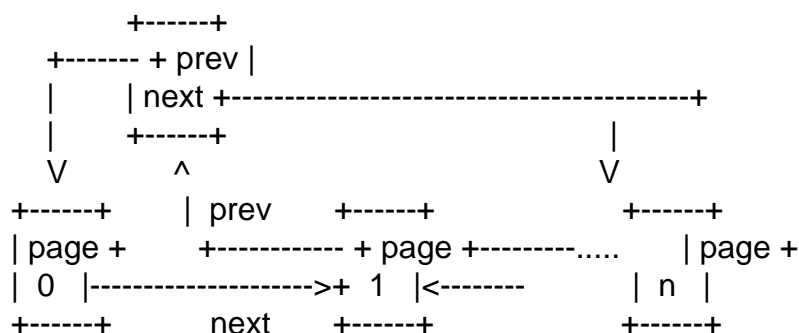 +------+
+------- + prev |
| | next +-------------------------------------------+
| +------+ |
V ^ V
+------+ | prev +------+ +------+
| page + +------------ + page +---------..... | page +
| 0 |--------------------->+ 1 |<-------- | n |
+------+ next +------+ +------+